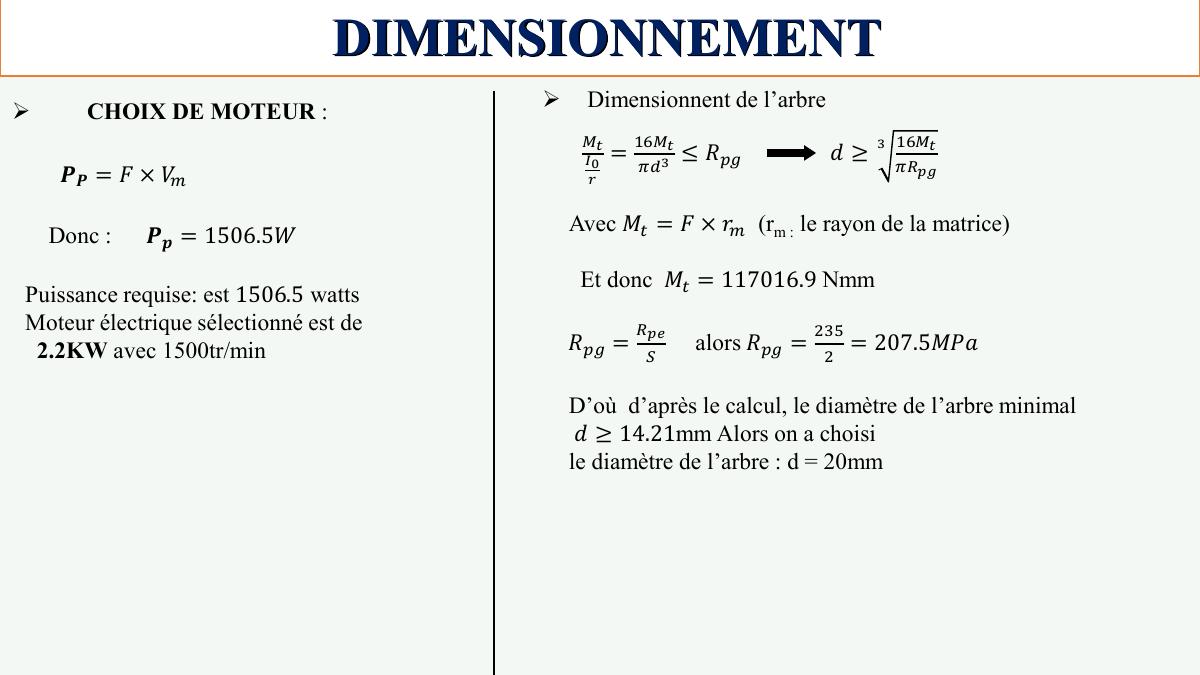 DIMENSIONNEMENT
➢ CHOIX DE MOTEUR :
𝑷_𝑷 = 𝐹 × 𝑉_𝑚
Donc : 𝑷_𝒑 = 1506.5𝑊
Puissance requise: est 1506.5 watts
Moteur électrique sélectionné est de
2.2KW avec 1500tr/min
➢ Dimensionnent de l’arbre
M_t / (I_0 / r) = 16M_t / πd³ ≤ R_pg ➡ d ≥ ∛(16M_t / πR_pg)
Avec M_t = F × r_m (r_m : le rayon de la matrice)
Et donc M_t = 117016.9 Nmm
R_pg = R_pe / S alors R_pg = 235 / 2 = 207.5MPa
D’où d’après le calcul, le diamètre de l’arbre minimal
d ≥ 14.21mm Alors on a choisi
le diamètre de l’arbre : d = 20mm